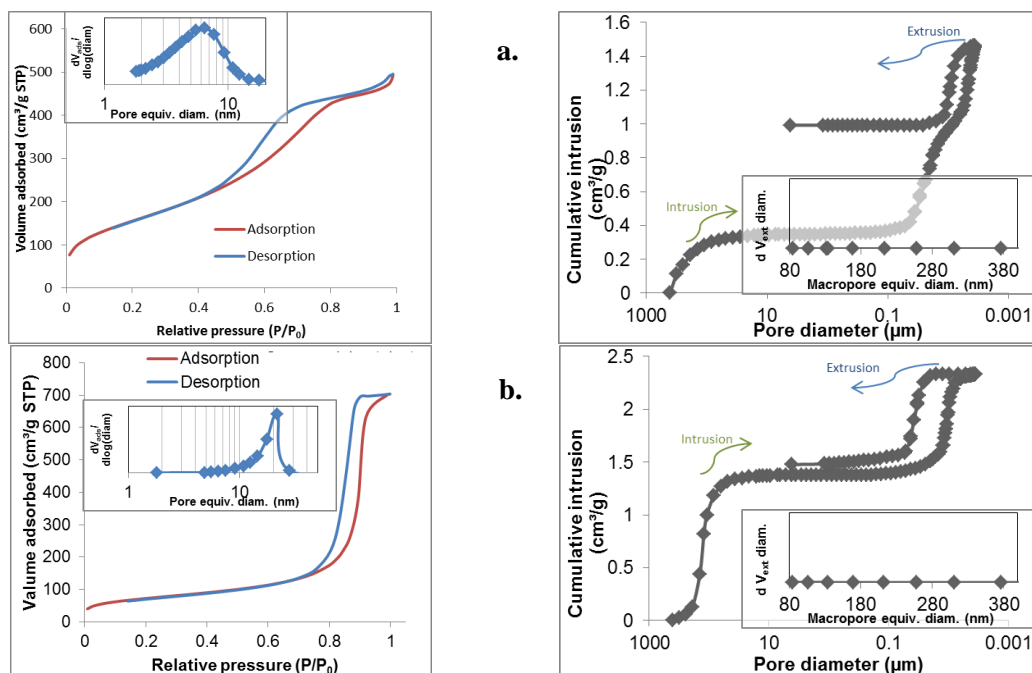 600
500
400
300
200
100
0
0
0.2
0.4
0.6
0.8
1
Volume adsorbed (cm³/g STP)
Relative pressure (P/P₀)
Adsorption
Desorption
dVads/
dlog(diam)
1
10
Pore equiv. diam. (nm)
a.
1.6
1.4
1.2
1
0.8
0.6
0.4
0.2
0
1000
10
0.1
0.001
Cumulative intrusion
(cm³/g)
Pore diameter (µm)
Extrusion
Intrusion
d Vext diam.
80
180
280
380
Macropore equiv. diam. (nm)
Adsorption
Desorption
800
700
600
500
400
300
200
100
0
0
0.2
0.4
0.6
0.8
1
Valume adsorbed (cm³/g STP)
Relative pressure (P/P₀)
dVads/
dlog(diam)
1
10
Pore equiv. diam. (nm)
b.
2.5
2
1.5
1
0.5
0
1000
10
0.1
0.001
Cumulative intrusion
(cm³/g)
Pore diameter (µm)
Extrusion
Intrusion
d Vext diam.
80
180
280
380
Macropore equiv. diam. (nm)